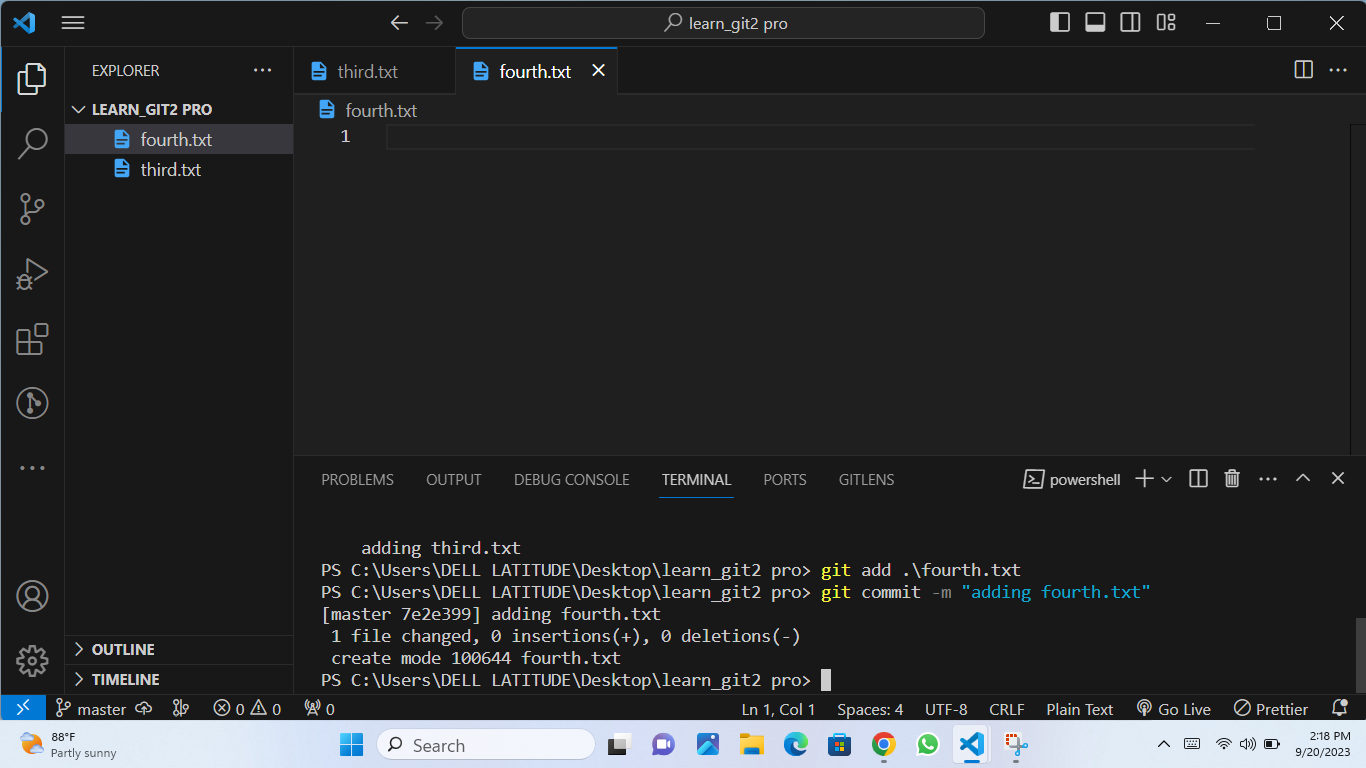 learn_git2 pro
EXPLORER
LEARN_GIT2 PRO
fourth.txt
third.txt
OUTLINE
TIMELINE
third.txt
fourth.txt
fourth.txt
1
PROBLEMS OUTPUT DEBUG CONSOLE TERMINAL PORTS GITLENS
powershell
adding third.txt
PS C:\Users\DELL LATITUDE\Desktop\learn_git2 pro> git add .\fourth.txt
PS C:\Users\DELL LATITUDE\Desktop\learn_git2 pro> git commit -m "adding fourth.txt"
[master 7e2e399] adding fourth.txt
1 file changed, 0 insertions(+), 0 deletions(-)
create mode 100644 fourth.txt
PS C:\Users\DELL LATITUDE\Desktop\learn_git2 pro>
master 0 0 0 Ln 1, Col 1 Spaces: 4 UTF-8 CRLF Plain Text Go Live Prettier
88°F
Partly sunny
Search
2:18 PM
9/20/2023